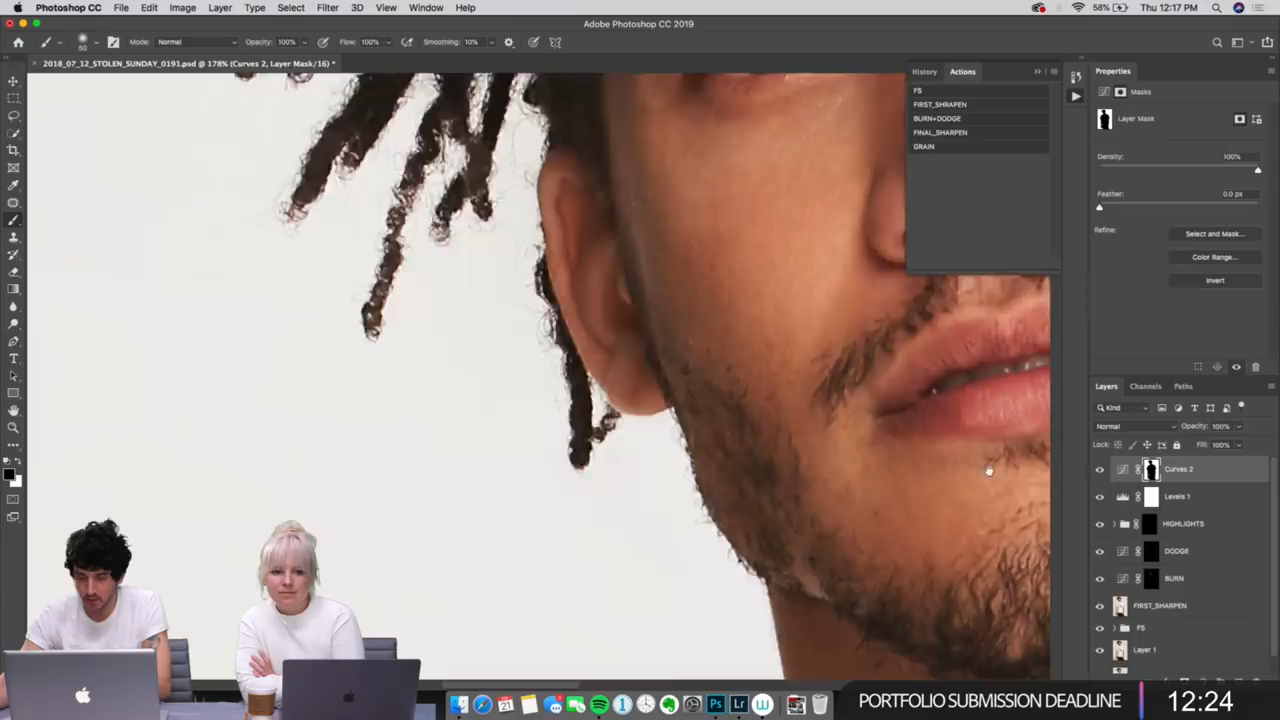 Photoshop CC File Edit Image Layer Type Select Filter 3D View Window Help 58% Thu 12:17 PM
Adobe Photoshop CC 2019
50 Mode: Normal Opacity: 100% Flow: 100% Smoothing: 10%
2018_07_12_STOLEN_SUNDAY_0191.psd @ 178% (Curves 2, Layer Mask/16) *
History Actions
FS
FIRST_SHRAPEN
BURN+DODGE
FINAL_SHARPEN
GRAIN
Properties
Masks
Layer Mask
Density: 100%
Feather: 0.0 px
Refine: Select and Mask...
Color Range...
Invert
Layers Channels Paths
Kind
Normal Opacity: 100%
Lock: Fill: 100%
Curves 2
Levels 1
HIGHLIGHTS
DODGE
BURN
FIRST_SHARPEN
FS
Layer 1
Ps Lr
PORTFOLIO SUBMISSION DEADLINE 12:24